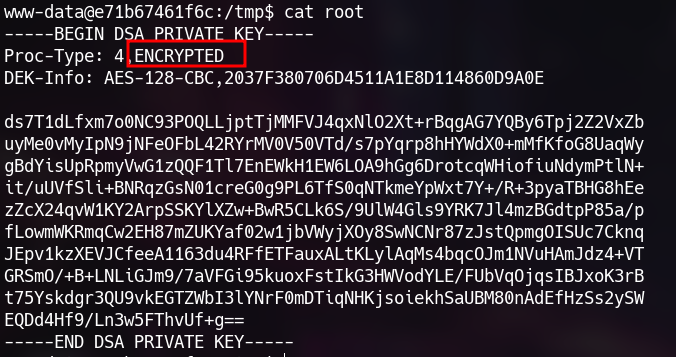 www-data@e71b67461f6c:/tmp$ cat root
-----BEGIN DSA PRIVATE KEY-----
Proc-Type: 4,ENCRYPTED
DEK-Info: AES-128-CBC,2037F380706D4511A1E8D114860D9A0E
ds7T1dLfxm7o0NC93POQLLjptTjMMFVJ4qxNlO2Xt+rBqgAG7YQBy6Tpj2Z2VxZb
uyMe0vMyIpN9jNFeOFbL42RYrMV0V50VTd/s7pYqrp8hHYWdX0+mMfKfoG8UaqWy
gBdYisUpRpmyVwG1zQQF1Tl7EnEWkH1EW6LOA9hGg6DrotcqWHiofiuNdymPtlN+
it/uUVfSli+BNRqzGsN01creG0g9PL6TfS0qNTkmeYpWxt7Y+/R+3pyaTBHG8hEe
zZcX24qvW1KY2ArpSSKYlXZw+BwR5CLk6S/9UlW4Gls9YRK7Jl4mzBGdtpP85a/p
fLowmWKRmqCw2EH87mZUKYaf02w1jbVWyjXOy8SwNCNr87zJstQpmgOISUc7Cknq
JEpv1kzXEVJCfeeA1163du4RFfETFauxALtKLylAqMs4bqcOJm1NVuHAmJdz4+VT
GRSmO/+B+LNLiGJm9/7aVFGi95kuoxFstIkG3HWVodYLE/FUbVqOjqsIBJxoK3rB
t75Yskdgr3QU9vkEGTZWbI3lYNrF0mDTiqNHKjsoiekhSaUBM80nAdEfHzSs2ySW
EQDd4Hf9/Ln3w5FThvUf+g==
-----END DSA PRIVATE KEY-----